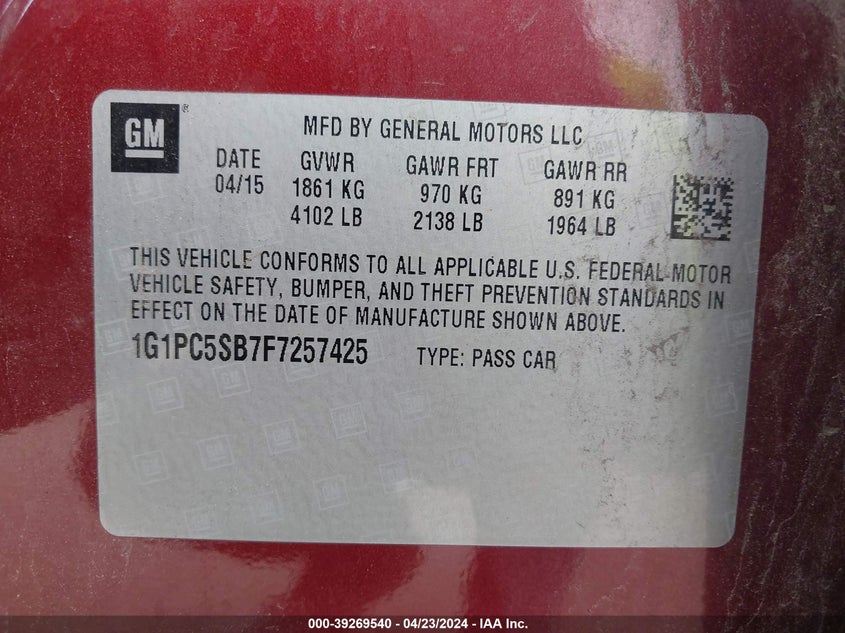 GM
®
MFD BY GENERAL MOTORS LLC
DATE GVWR GAWR FRT GAWR RR
04/15 1861 KG 970 KG 891 KG
4102 LB 2138 LB 1964 LB
THIS VEHICLE CONFORMS TO ALL APPLICABLE U.S. FEDERAL MOTOR
VEHICLE SAFETY, BUMPER, AND THEFT PREVENTION STANDARDS IN
EFFECT ON THE DATE OF MANUFACTURE SHOWN ABOVE.
1G1PC5SB7F7257425 TYPE: PASS CAR
000-39269540 - 04/23/2024 - IAA Inc.